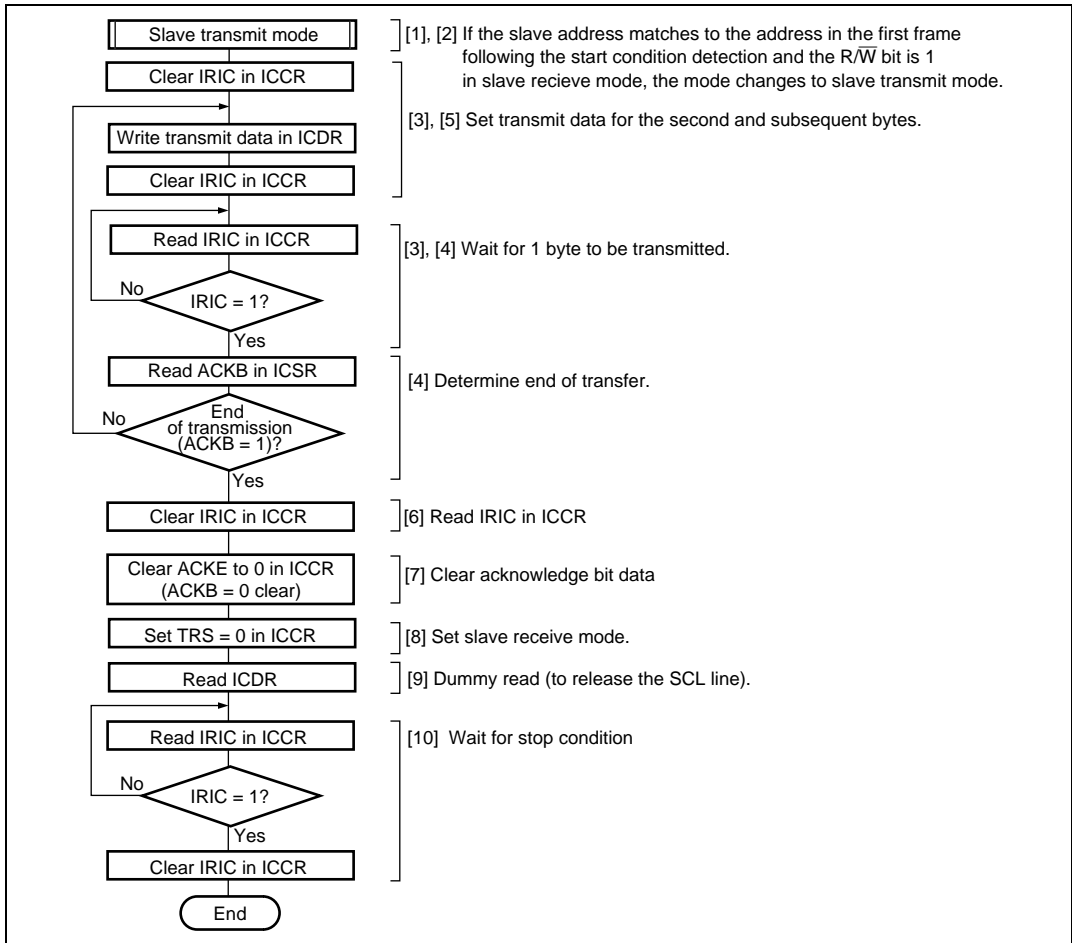 Slave transmit mode
[1], [2] If the slave address matches to the address in the first frame
following the start condition detection and the R/W̅ bit is 1
in slave recieve mode, the mode changes to slave transmit mode.
Clear IRIC in ICCR
[3], [5] Set transmit data for the second and subsequent bytes.
Write transmit data in ICDR
Clear IRIC in ICCR
Read IRIC in ICCR
[3], [4] Wait for 1 byte to be transmitted.
No
IRIC = 1?
Yes
Read ACKB in ICSR
[4] Determine end of transfer.
No
End
of transmission
(ACKB = 1)?
Yes
Clear IRIC in ICCR
[6] Read IRIC in ICCR
Clear ACKE to 0 in ICCR
(ACKB = 0 clear)
[7] Clear acknowledge bit data
Set TRS = 0 in ICCR
[8] Set slave receive mode.
Read ICDR
[9] Dummy read (to release the SCL line).
Read IRIC in ICCR
[10] Wait for stop condition
No
IRIC = 1?
Yes
Clear IRIC in ICCR
End